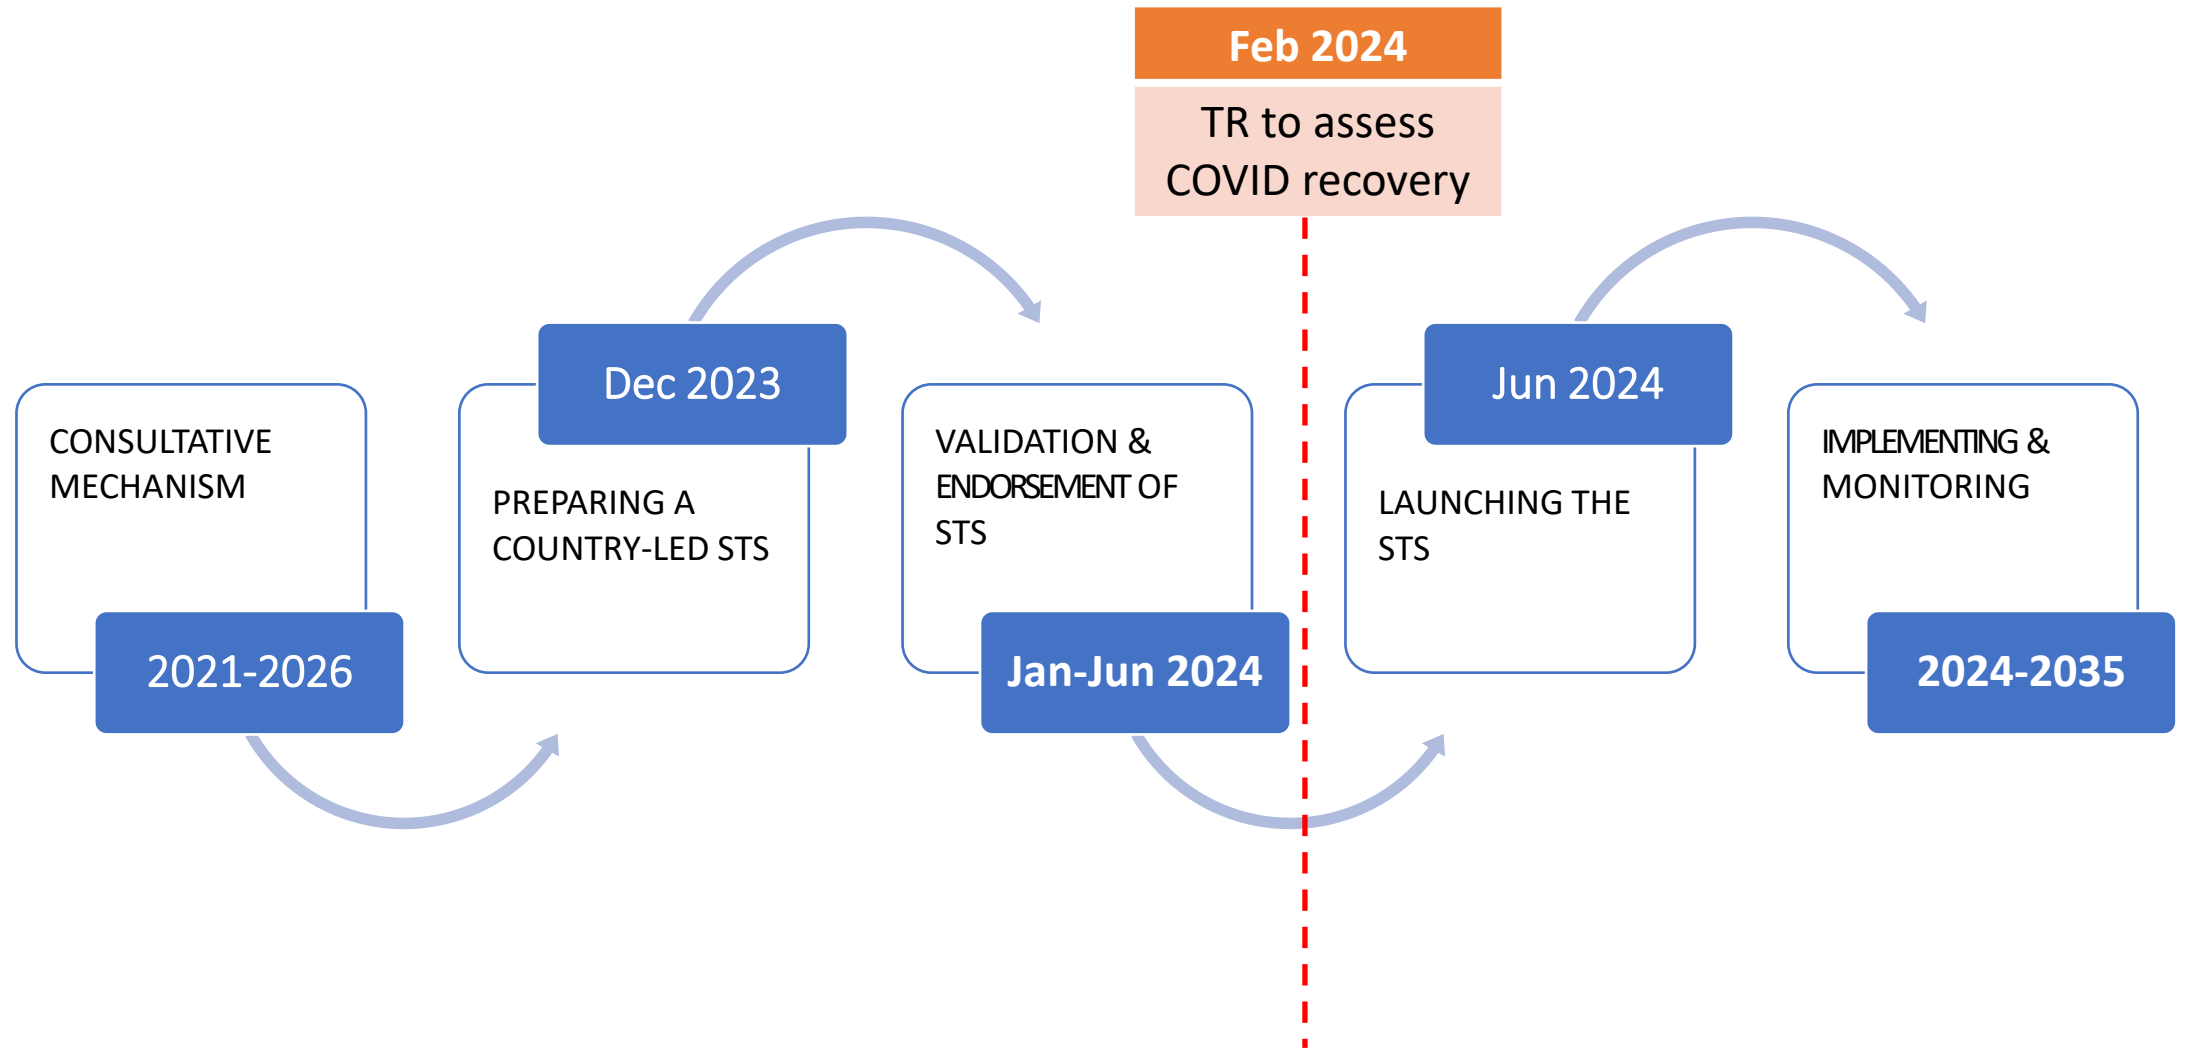 Feb 2024
TR to assess
COVID recovery
CONSULTATIVE
MECHANISM
2021-2026
Dec 2023
PREPARING A
COUNTRY-LED STS
VALIDATION &
ENDORSEMENT OF
STS
Jan-Jun 2024
Jun 2024
LAUNCHING THE
STS
IMPLEMENTING &
MONITORING
2024-2035